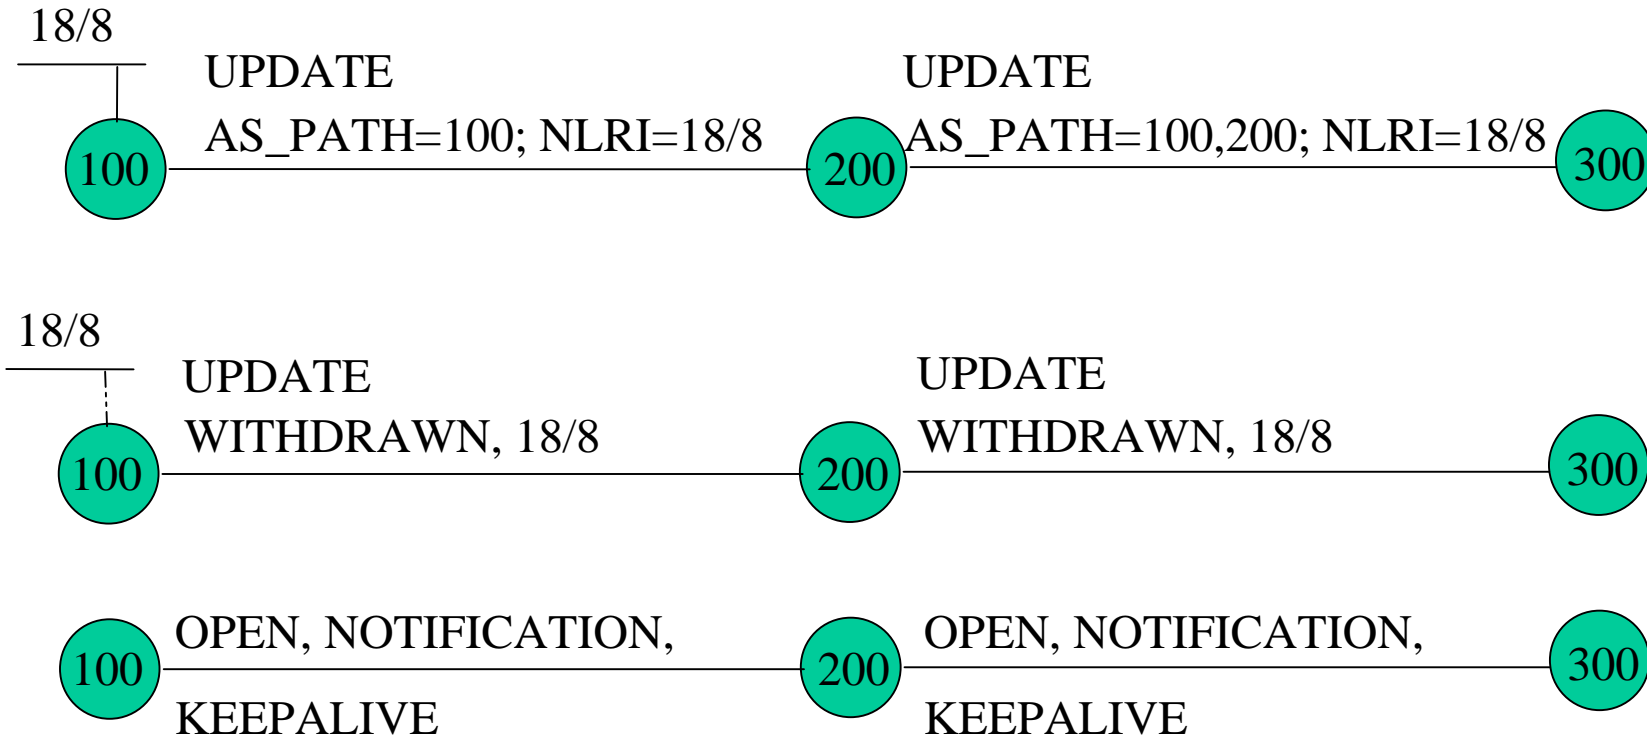 18/8
UPDATE
AS_PATH=100; NLRI=18/8
UPDATE
AS_PATH=100,200; NLRI=18/8
100
200
300
18/8
UPDATE
WITHDRAWN, 18/8
UPDATE
WITHDRAWN, 18/8
100
200
300
OPEN, NOTIFICATION,
KEEPALIVE
OPEN, NOTIFICATION,
KEEPALIVE
100
200
300